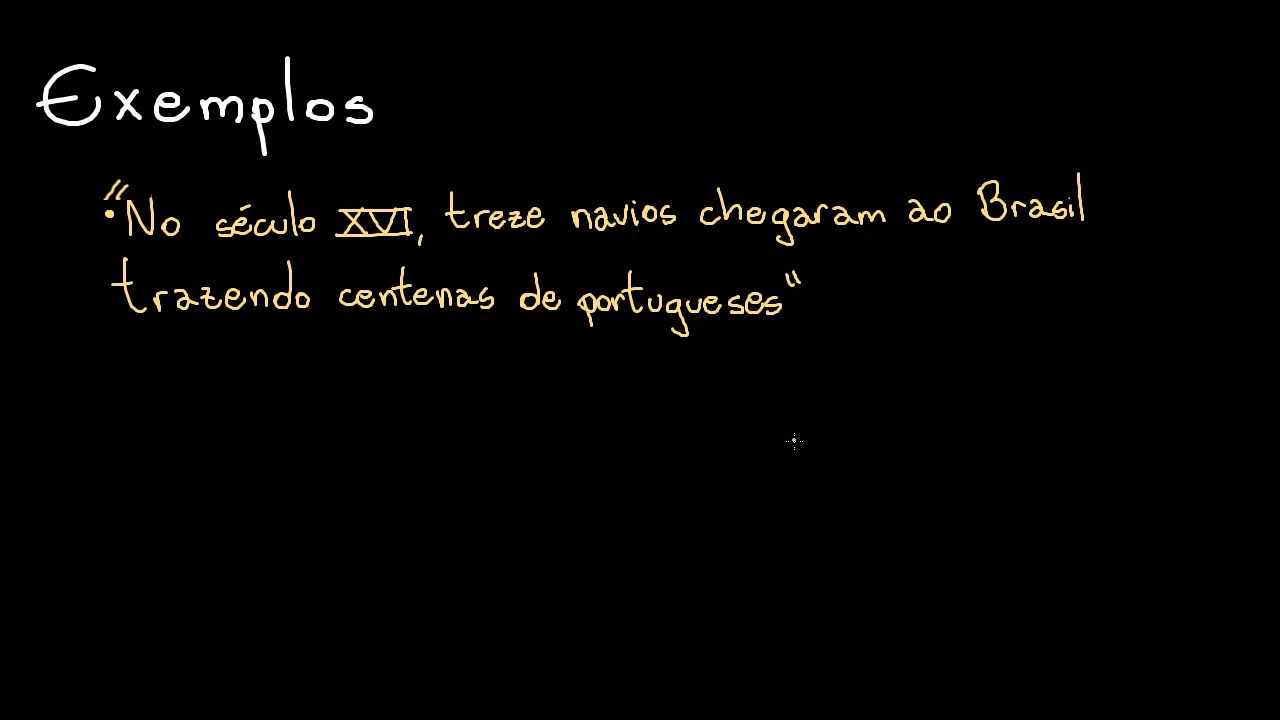 Exemplos
• "No século XVI, treze navios chegaram ao Brasil
trazendo centenas de portugueses"